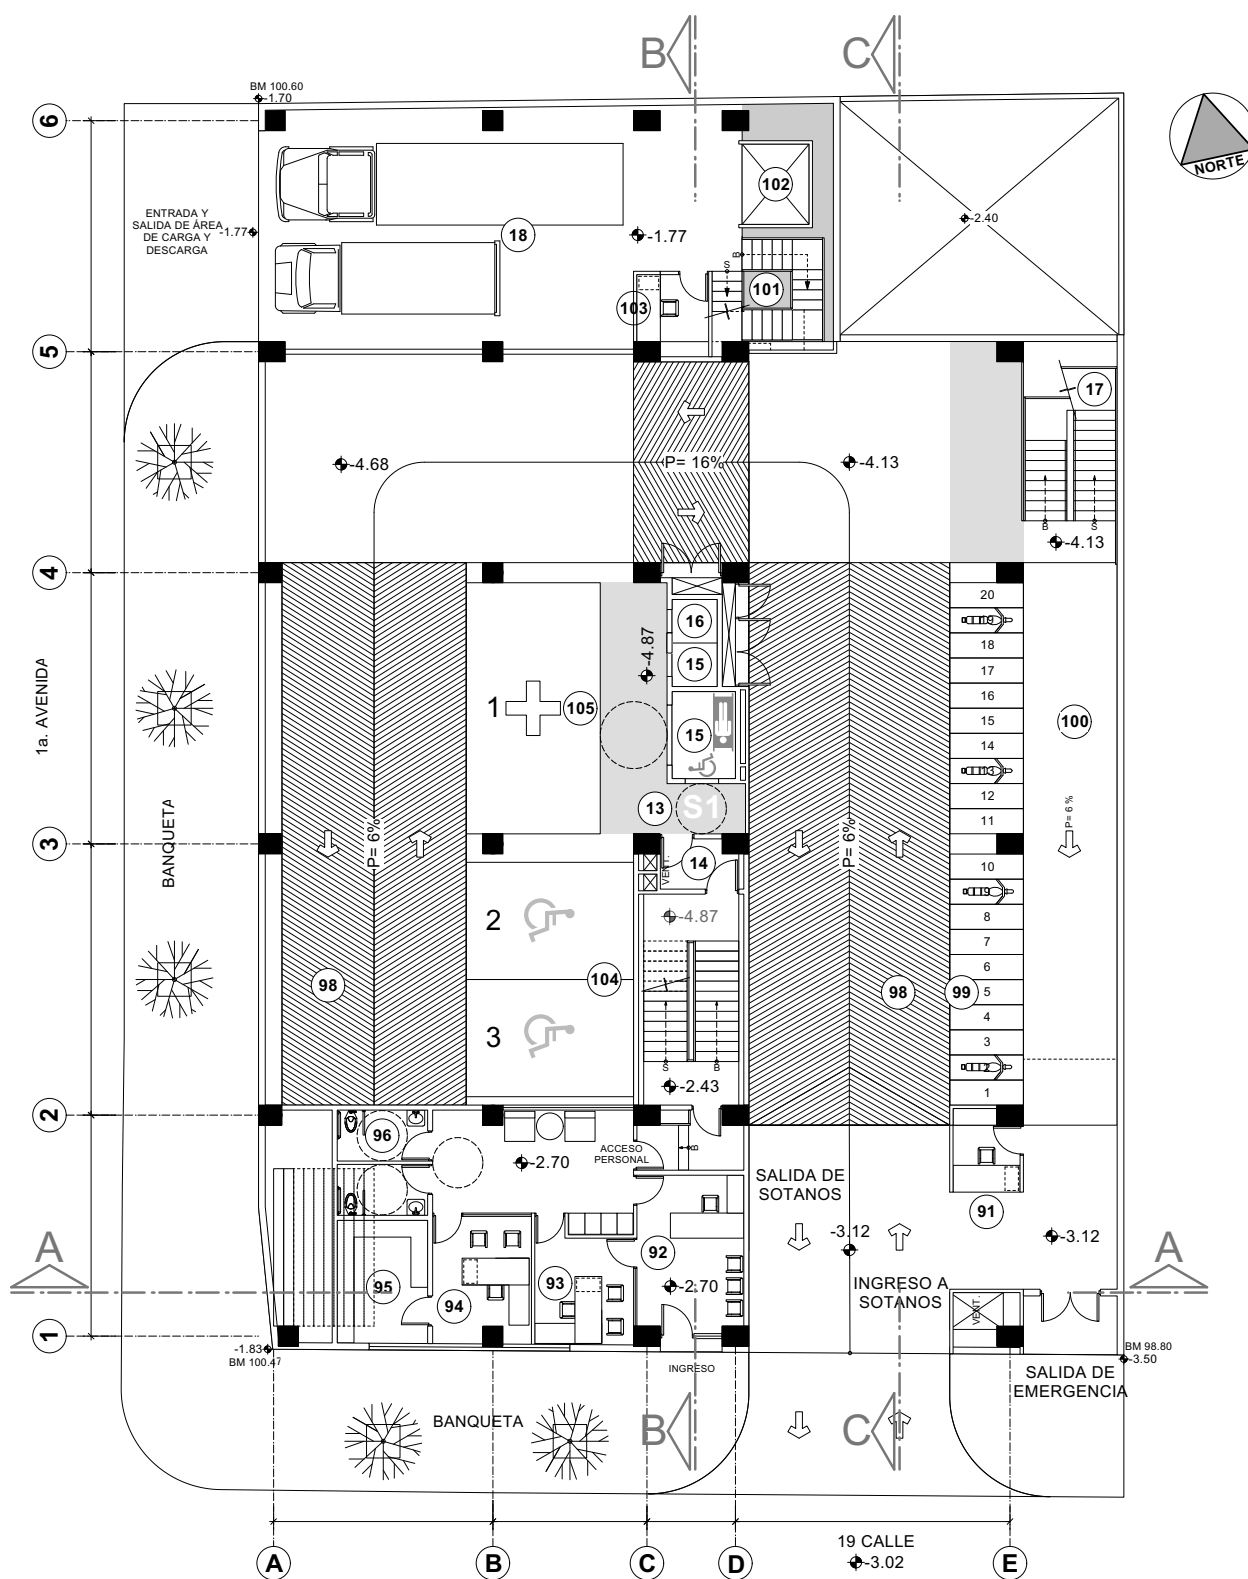 B
C
BM 100.60
-1.70
6
NORTE
102
ENTRADA Y
SALIDA DE ÁREA
DE CARGA Y
DESCARGA
-1.77
18
-1.77
-2.40
B
S
101
103
5
17
P= 16%
-4.68
-4.13
B
S
-4.13
4
20
16
19
18
-4.87
15
17
1a. AVENIDA
16
1
105
15
15
100
14
13
13
S1
12
BANQUETA
P= 6%
P= 6%
P= 6 %
11
3
14
VENT.
10
2
-4.87
9
8
7
6
98
104
98
99
5
4
3
3
S
B
2
-2.43
1
2
96
ACCESO
PERSONAL
B
-2.70
SALIDA DE
SOTANOS
91
A
92
-3.12
-3.12
A
95
94
93
-2.70
INGRESO A
SOTANOS
VENT.
1
-1.83
BM 100.47
BM 98.80
-3.50
INGRESO
SALIDA DE
EMERGENCIA
BANQUETA
B
C
19 CALLE
-3.02
A
B
C
D
E